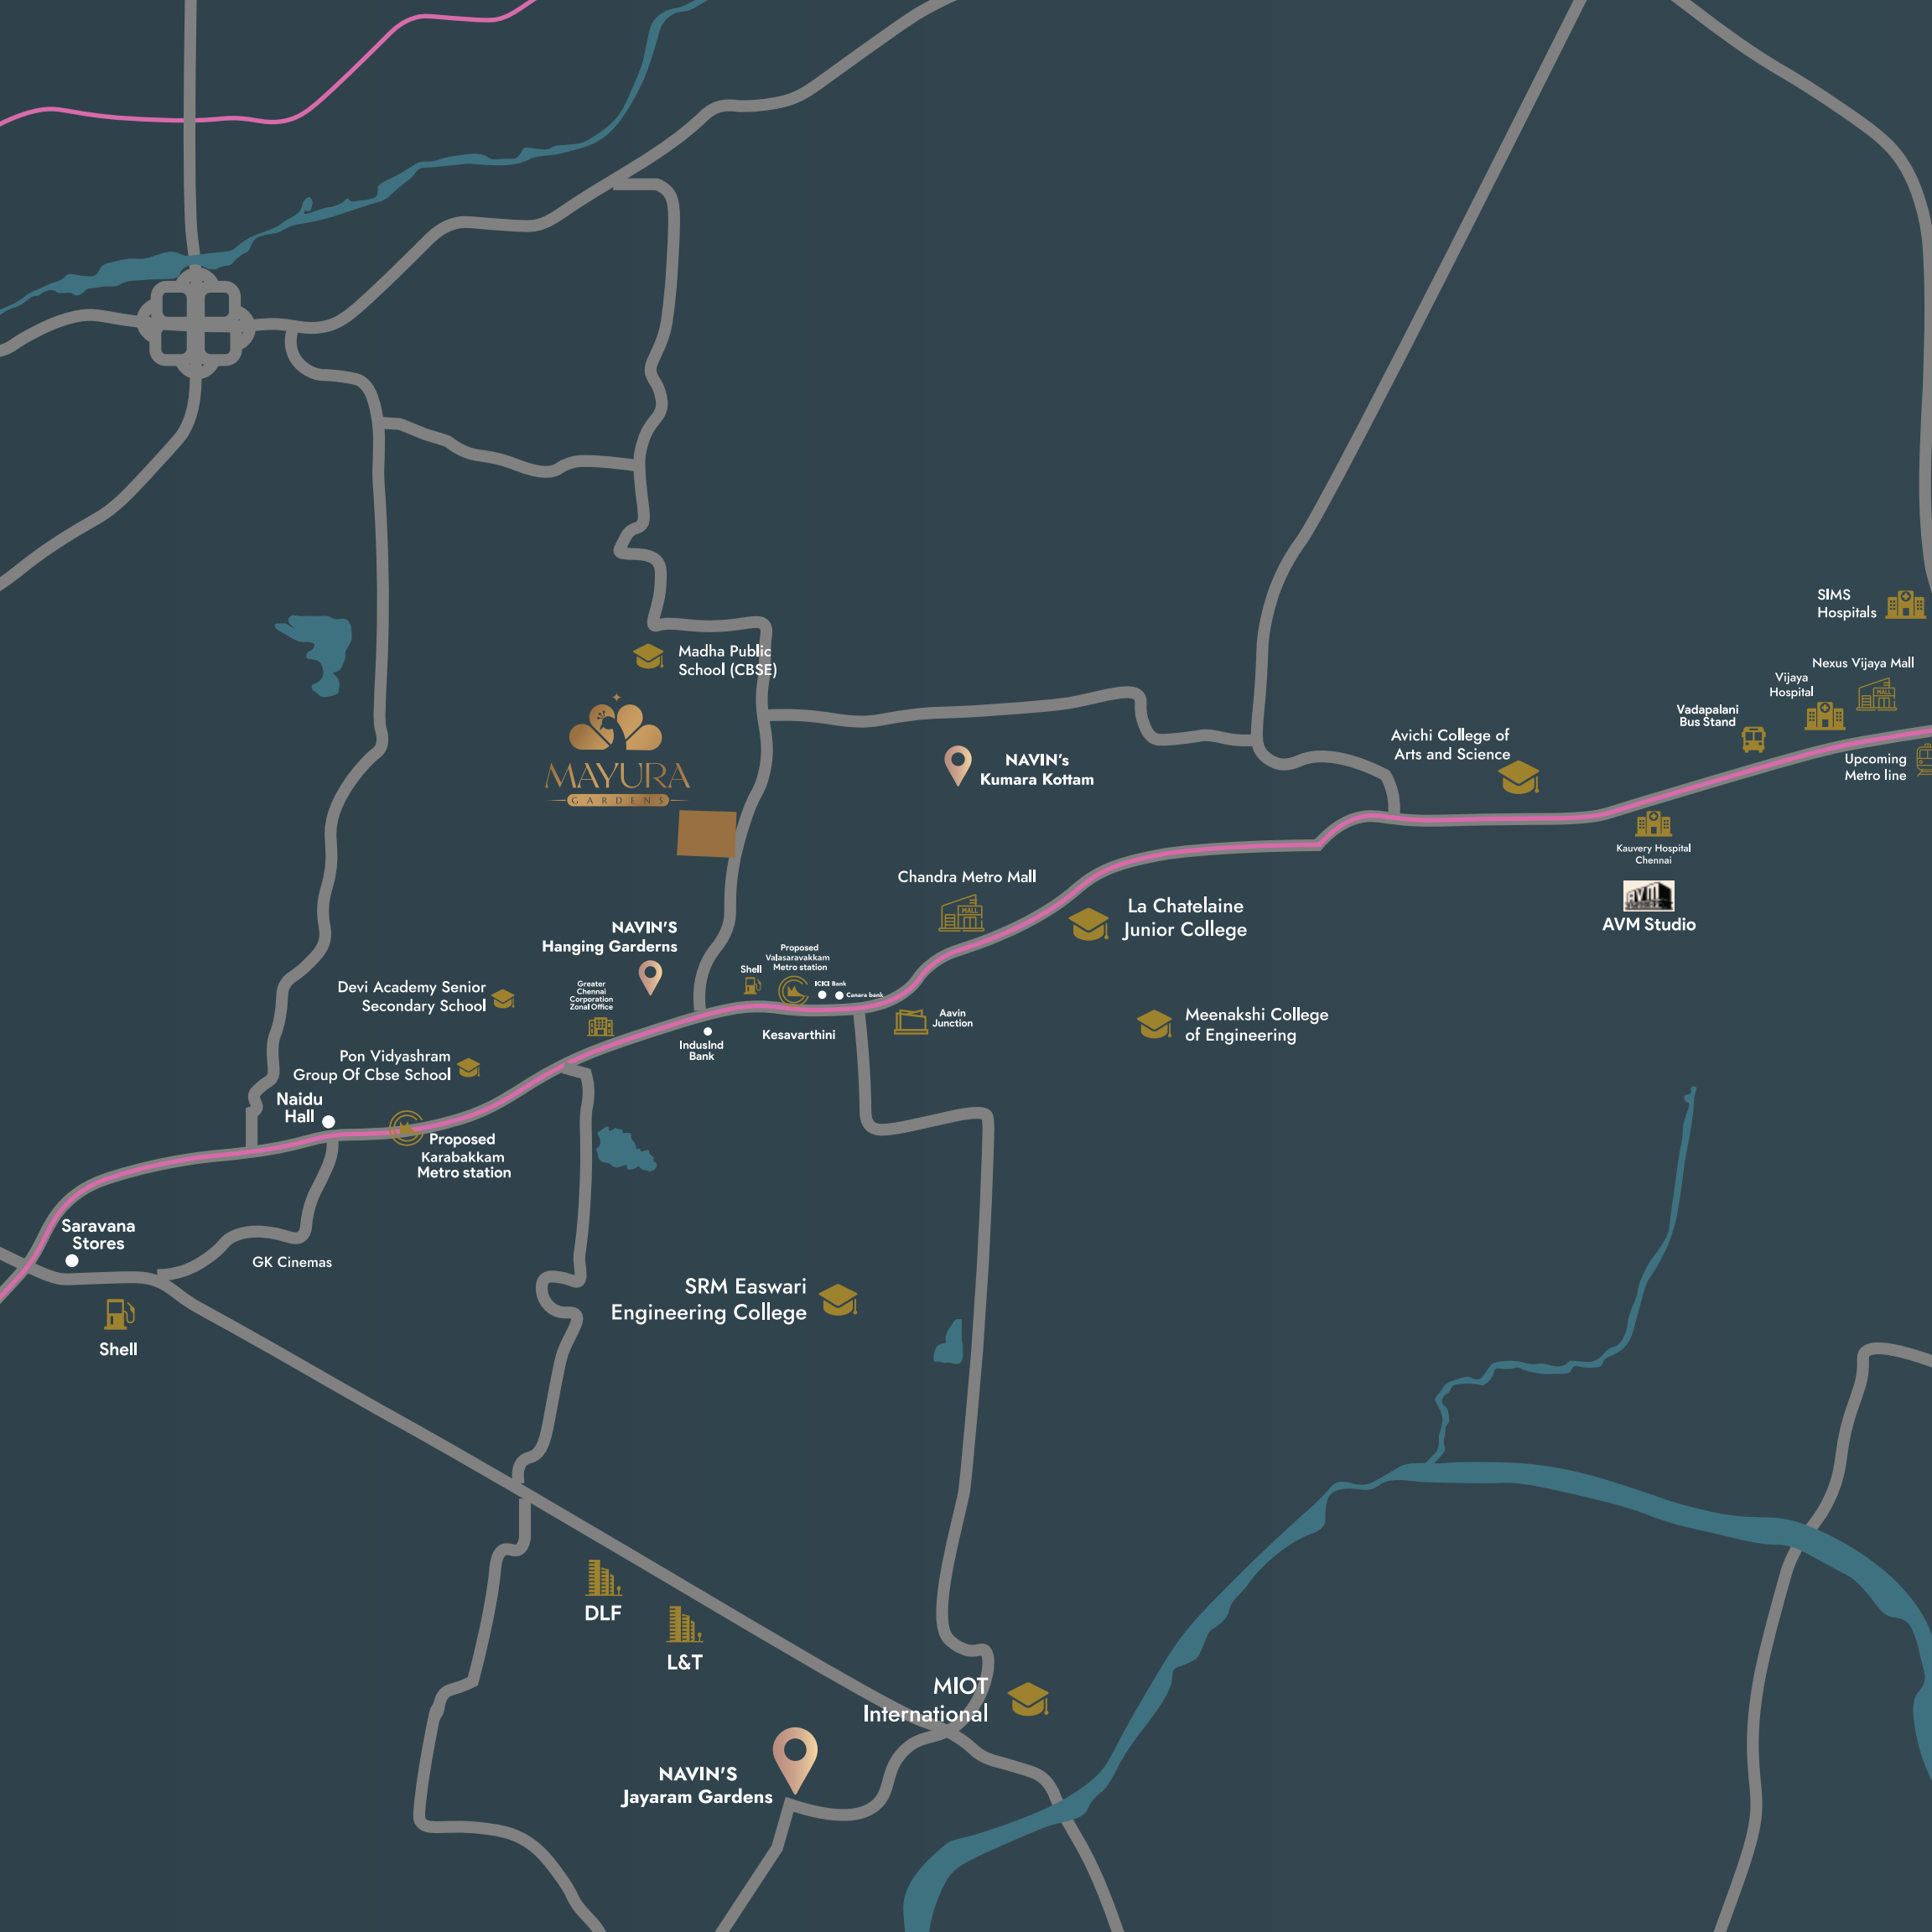 SIMS
Hospitals
Madha Public
School (CBSE)
Nexus Vijaya Mall
MALL
Vijaya
Hospital
Vadapalani
Bus Stand
Avichi College of
Arts and Science
Upcoming
Metro line
MAYURA
GARDENS
NAVIN's
Kumara Kottam
Kauvery Hospital
Chennai
AVM
AVM Studio
Chandra Metro Mall
MALL
La Chatelaine
Junior College
NAVIN'S
Hanging Garderns
Proposed
Valasaravakkam
Metro station
Shell
ICICI Bank
Canara bank
Greater
Chennai
Corporation
Zonal Office
Devi Academy Senior
Secondary School
Aavin
Junction
Meenakshi College
of Engineering
Kesavarthini
IndusInd
Bank
Pon Vidyashram
Group Of Cbse School
Naidu
Hall
Proposed
Karabakkam
Metro station
Saravana
Stores
GK Cinemas
Shell
SRM Easwari
Engineering College
DLF
L&T
MIOT
International
NAVIN'S
Jayaram Gardens